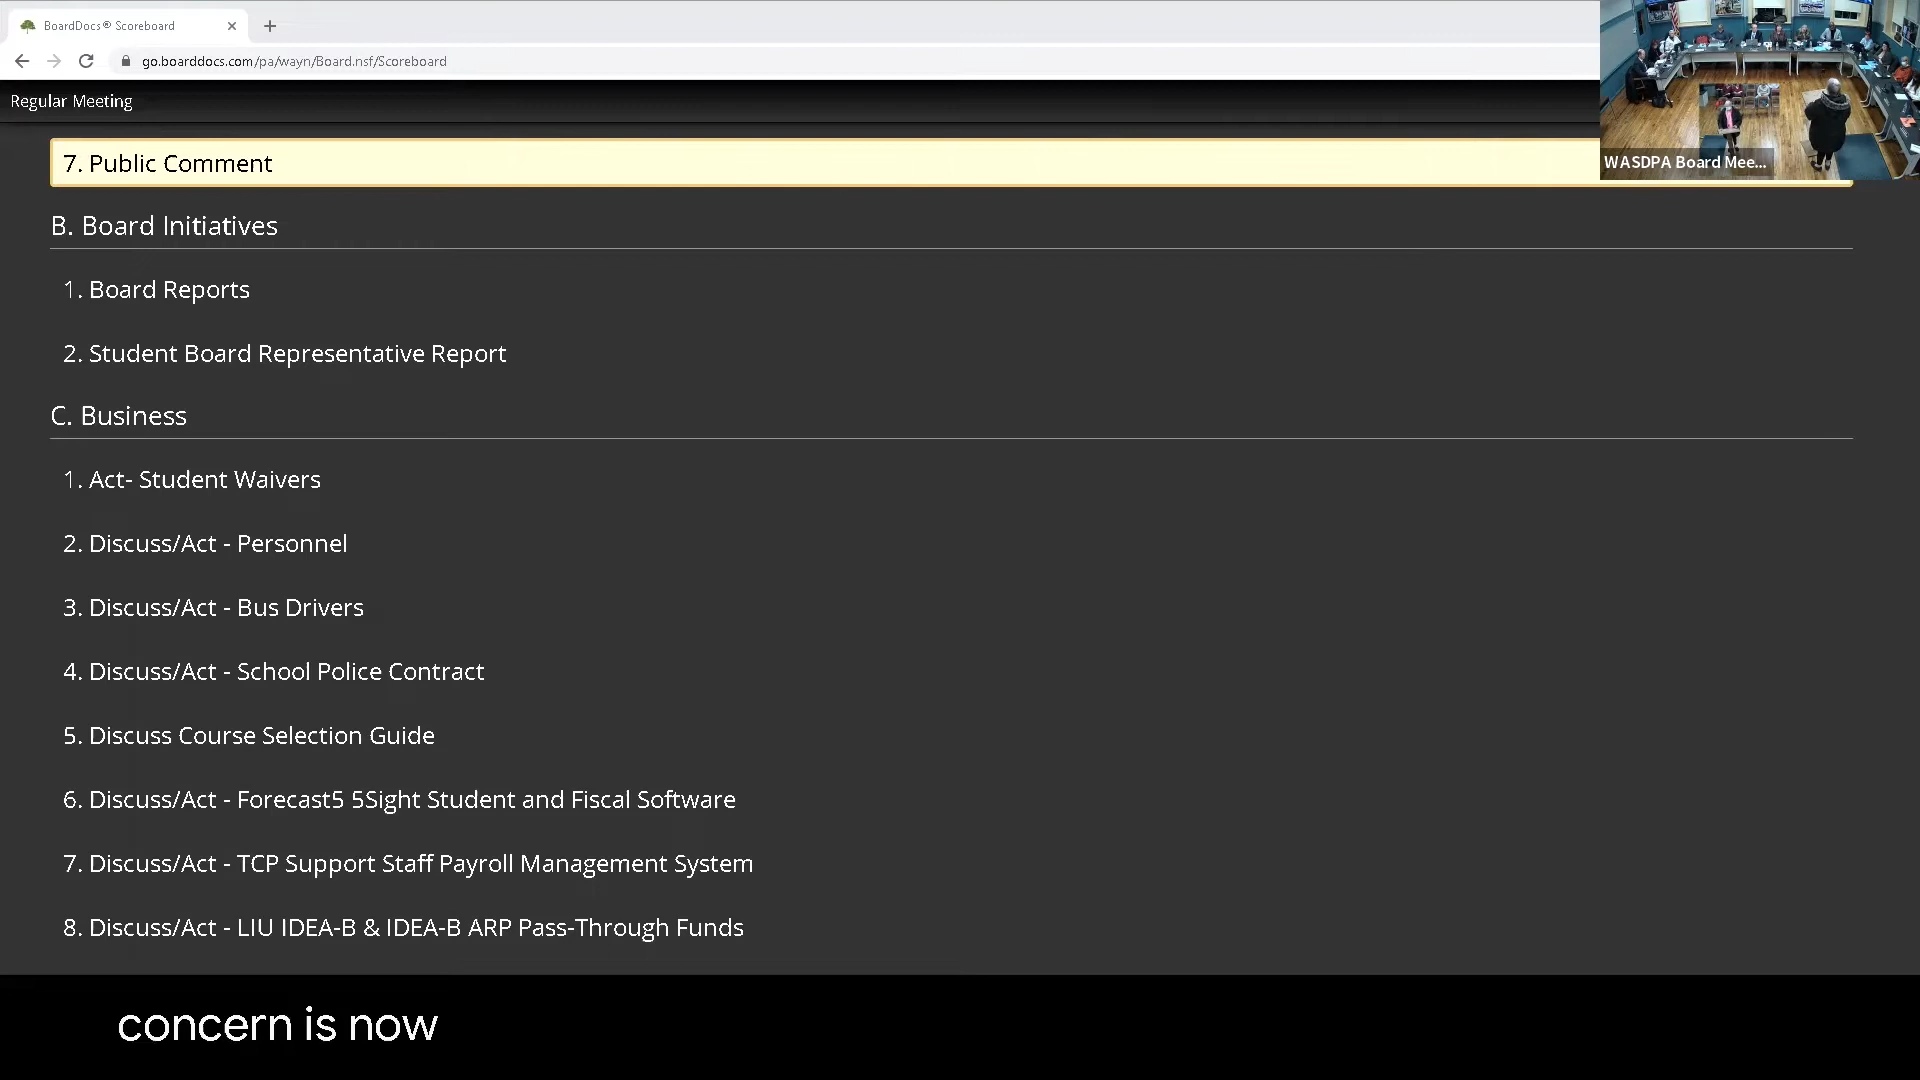 BoardDocs® Scoreboard
go.boarddocs.com/pa/wayn/Board.nsf/Scoreboard
Regular Meeting
WASDPA Board Mee...
7. Public Comment
B. Board Initiatives
1. Board Reports
2. Student Board Representative Report
C. Business
1. Act- Student Waivers
2. Discuss/Act - Personnel
3. Discuss/Act - Bus Drivers
4. Discuss/Act - School Police Contract
5. Discuss Course Selection Guide
6. Discuss/Act - Forecast5 5Sight Student and Fiscal Software
7. Discuss/Act - TCP Support Staff Payroll Management System
8. Discuss/Act - LIU IDEA-B & IDEA-B ARP Pass-Through Funds
concern is now